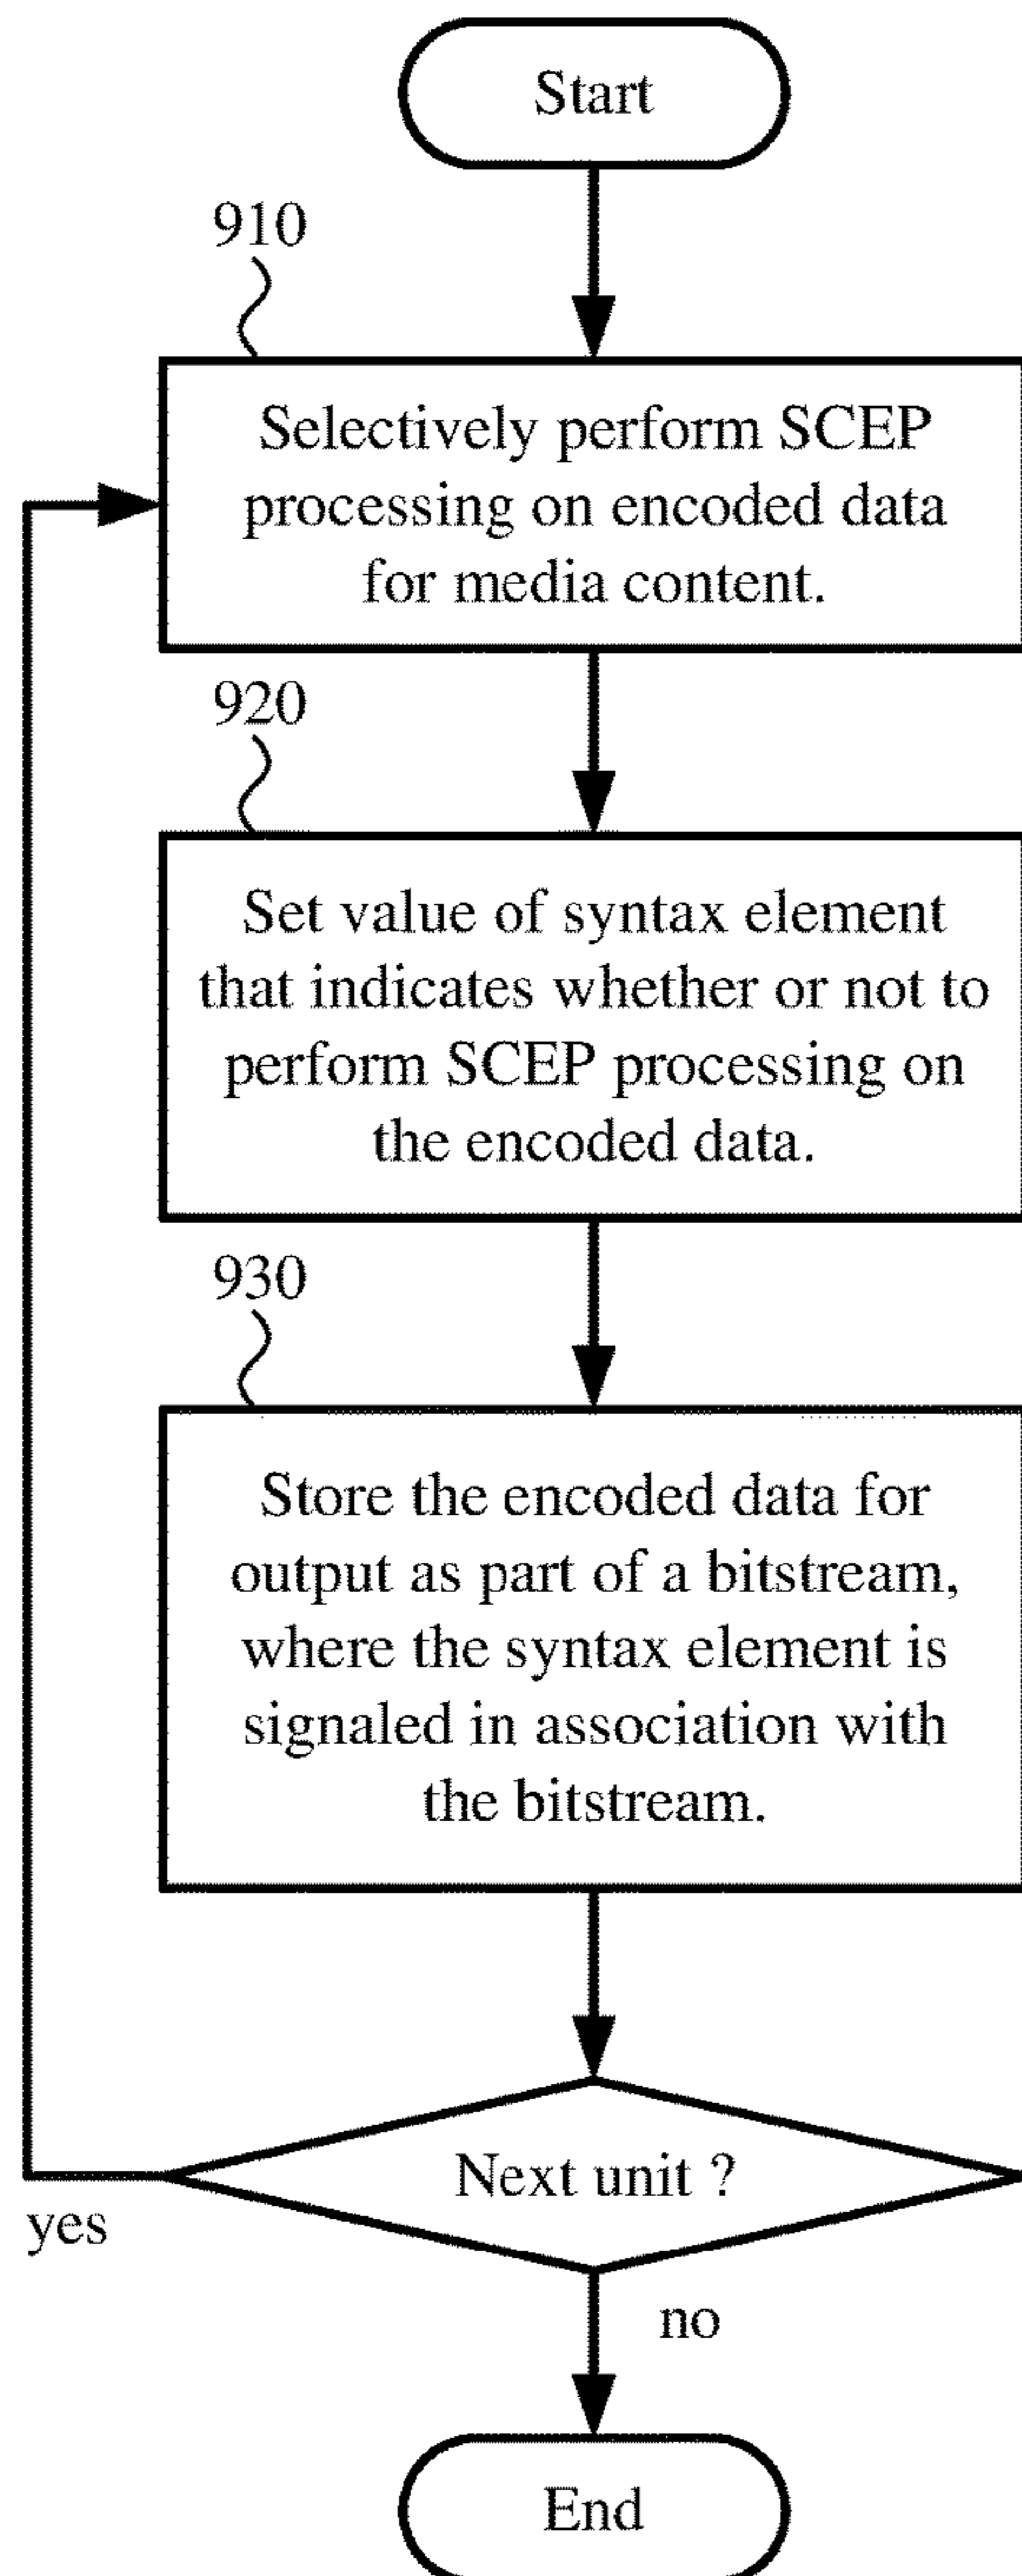 Start
910
Selectively perform SCEP
processing on encoded data
for media content.
920
Set value of syntax element
that indicates whether or not to
perform SCEP processing on
the encoded data.
930
Store the encoded data for
output as part of a bitstream,
where the syntax element is
signaled in association with
the bitstream.
Next unit ?
yes
no
End